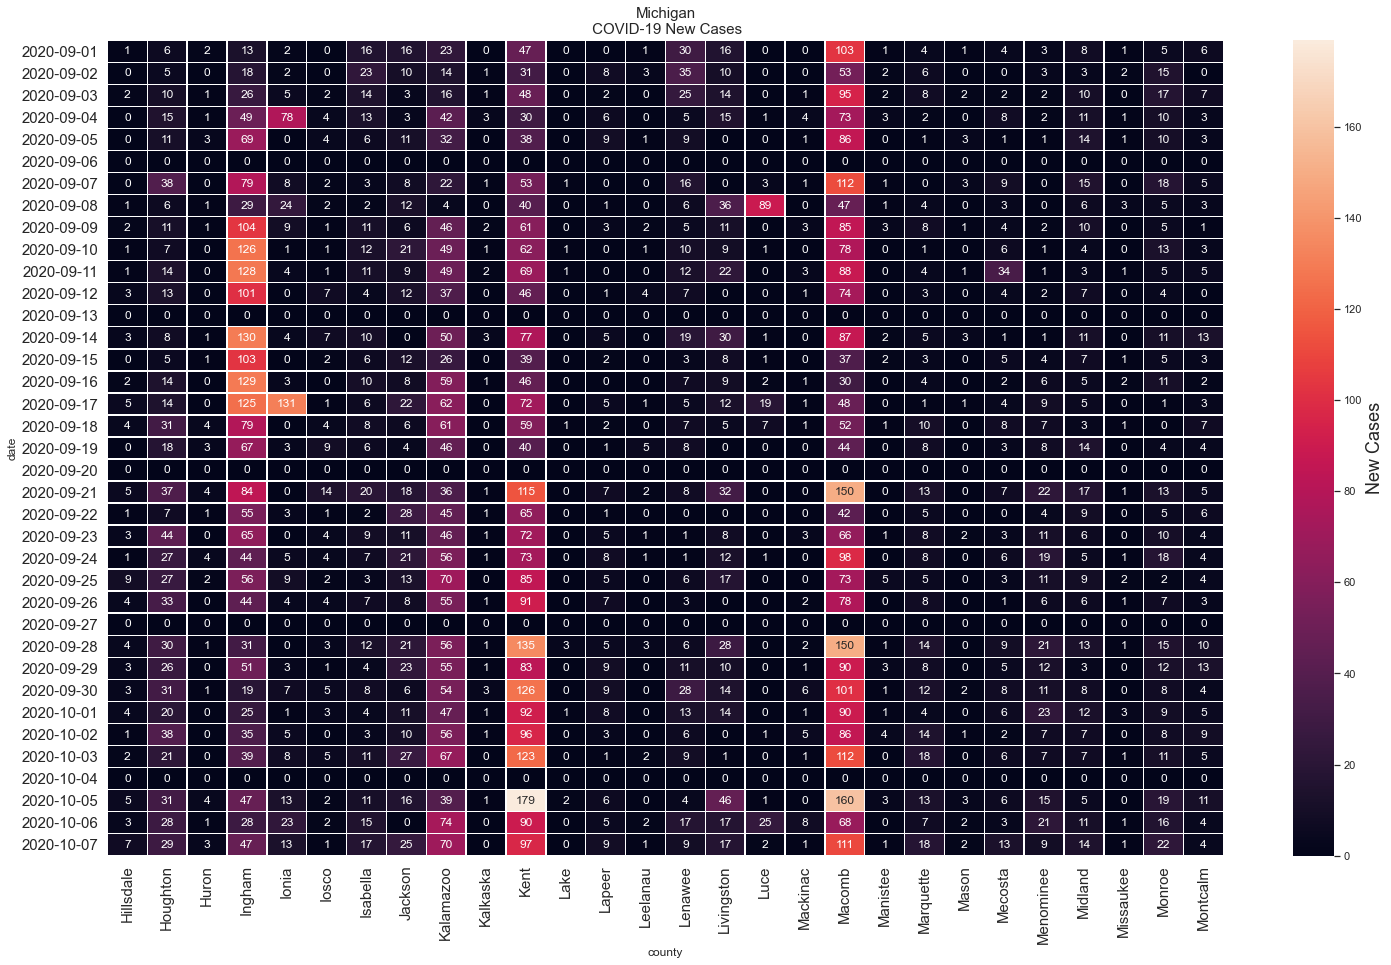 Michigan
COVID-19 New Cases
2020-09-01 1 6 2 13 2 0 16 16 23 0 47 0 0 1 30 16 0 0 103 1 4 1 4 3 8 1 5 6
2020-09-02 0 5 0 18 2 0 23 10 14 1 31 0 8 3 35 10 0 0 53 2 6 0 0 3 3 2 15 0
2020-09-03 2 10 1 26 5 2 14 3 16 1 48 0 2 0 25 14 0 1 95 2 8 2 2 2 10 0 17 7
2020-09-04 0 15 1 49 78 4 13 3 42 3 30 0 6 0 5 15 1 4 73 3 2 0 8 2 11 1 10 3
2020-09-05 0 11 3 69 0 4 6 11 32 0 38 0 9 1 9 0 0 1 86 0 1 3 1 1 14 1 10 3
2020-09-06 0 0 0 0 0 0 0 0 0 0 0 0 0 0 0 0 0 0 0 0 0 0 0 0 0 0 0 0
2020-09-07 0 38 0 79 8 2 3 8 22 1 53 1 0 0 16 0 3 1 112 1 0 3 9 0 15 0 18 5
2020-09-08 1 6 1 29 24 2 2 12 4 0 40 0 1 0 6 36 89 0 47 1 4 0 3 0 6 3 5 3
2020-09-09 2 11 1 104 9 1 11 6 46 2 61 0 3 2 5 11 0 3 85 3 8 1 4 2 10 0 5 1
2020-09-10 1 7 0 126 1 1 12 21 49 0 62 1 0 1 10 9 1 0 78 0 1 0 6 1 4 0 13 3
2020-09-11 1 14 0 128 4 1 11 9 49 2 69 1 0 0 12 22 0 3 88 0 4 1 34 1 3 1 5 5
2020-09-12 3 13 0 101 0 7 4 12 37 0 46 0 1 4 7 0 0 1 74 0 3 0 4 2 7 0 4 0
2020-09-13 0 0 0 0 0 0 0 0 0 0 0 0 0 0 0 0 0 0 0 0 0 0 0 0 0 0 0 0
2020-09-14 3 8 1 130 4 7 10 0 50 3 77 0 5 0 19 30 1 0 87 2 5 3 1 1 11 0 11 13
2020-09-15 0 5 1 103 0 2 6 12 26 0 39 0 2 0 3 8 1 0 37 2 3 0 5 4 7 1 5 3
2020-09-16 2 14 0 129 3 0 10 8 59 1 46 0 0 0 7 9 2 1 30 0 4 0 2 6 5 2 11 2
2020-09-17 5 14 0 125 131 1 6 22 62 0 72 0 5 1 5 12 19 0 48 0 1 1 4 9 5 0 1 3
2020-09-18 4 31 4 79 0 4 8 6 61 0 59 1 2 0 7 5 7 1 52 1 10 0 8 7 3 1 0 7
2020-09-19 0 18 3 67 3 9 6 4 46 0 40 0 1 5 8 0 0 0 44 0 8 0 3 8 14 0 4 4
2020-09-20 0 0 0 0 0 0 0 0 0 0 0 0 0 0 0 0 0 0 0 0 0 0 0 0 0 0 0 0
2020-09-21 5 37 4 84 0 14 20 18 36 1 115 0 7 2 8 32 0 0 150 0 13 0 7 22 17 1 13 5
2020-09-22 1 7 1 55 3 1 2 28 45 1 65 0 1 0 0 0 0 0 42 0 5 0 0 4 9 0 5 6
2020-09-23 3 44 0 65 0 4 9 11 46 1 72 0 5 1 1 8 0 3 66 1 8 2 3 11 6 0 10 4
2020-09-24 1 27 4 44 5 4 7 21 56 1 73 0 8 1 1 12 1 0 98 0 8 0 6 19 5 1 18 4
2020-09-25 9 27 2 56 9 2 3 13 70 0 85 0 5 0 6 17 0 0 73 5 5 0 3 11 9 2 2 4
2020-09-26 4 33 0 44 4 4 7 8 55 1 91 0 7 0 3 0 0 2 78 0 8 0 1 6 6 1 7 3
2020-09-27 0 0 0 0 0 0 0 0 0 0 0 0 0 0 0 0 0 0 0 0 0 0 0 0 0 0 0 0
2020-09-28 4 30 1 31 0 3 12 21 56 1 135 3 5 3 6 28 0 2 150 1 14 0 9 21 13 1 15 10
2020-09-29 3 26 0 51 3 1 4 23 55 1 83 0 9 0 11 10 0 1 90 3 8 0 5 12 3 0 12 13
2020-09-30 3 31 1 19 7 5 8 6 54 3 126 0 9 0 28 14 0 6 101 1 12 2 8 11 8 0 8 4
2020-10-01 4 20 0 25 1 3 4 11 47 1 92 1 8 0 13 14 0 1 90 1 4 0 6 23 12 3 9 5
2020-10-02 1 38 0 35 5 0 3 10 56 1 96 0 3 0 6 0 1 5 86 4 14 1 2 7 7 0 8 9
2020-10-03 2 21 0 39 8 5 11 27 67 0 123 0 1 2 9 1 0 1 112 0 18 0 6 7 7 1 11 5
2020-10-04 0 0 0 0 0 0 0 0 0 0 0 0 0 0 0 0 0 0 0 0 0 0 0 0 0 0 0 0
2020-10-05 5 31 4 47 13 2 11 16 39 1 179 2 6 0 4 46 1 0 160 3 13 3 6 15 5 0 19 11
2020-10-06 3 28 1 28 23 2 15 0 74 0 90 0 5 2 17 17 25 8 68 0 7 2 3 21 11 1 16 4
2020-10-07 7 29 3 47 13 1 17 25 70 0 97 0 9 1 9 17 2 1 111 1 18 2 13 9 14 1 22 4
date
Hillsdale Houghton Huron Ingham Ionia Iosco Isabella Jackson Kalamazoo Kalkaska Kent Lake Lapeer Leelanau Lenawee Livingston Luce Mackinac Macomb Manistee Marquette Mason Mecosta Menominee Midland Missaukee Monroe Montcalm
county
160
140
120
100
80
60
40
20
0
New Cases